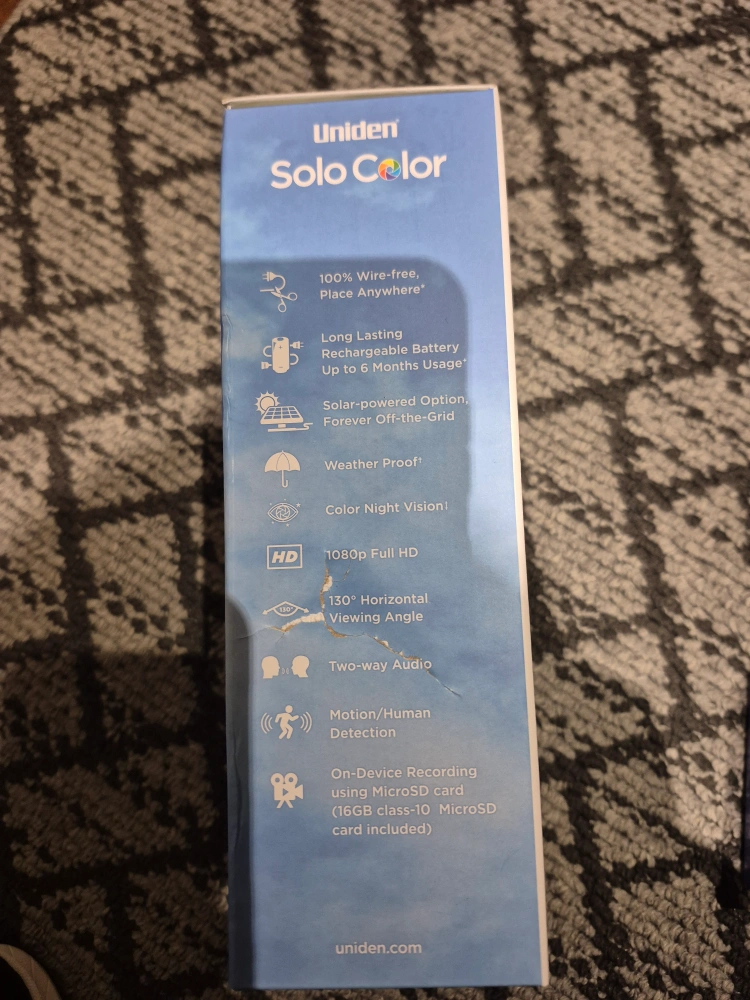 Uniden®
Solo Color
100% Wire-free,
Place Anywhere*
Long Lasting
Rechargeable Battery
Up to 6 Months Usage*
Solar-powered Option,
Forever Off-the-Grid
Weather Proof†
Color Night Vision‡
HD
1080p Full HD
130°
130° Horizontal
Viewing Angle
Two-way Audio
Motion/Human
Detection
On-Device Recording
using MicroSD card
(16GB class-10 MicroSD
card included)
uniden.com